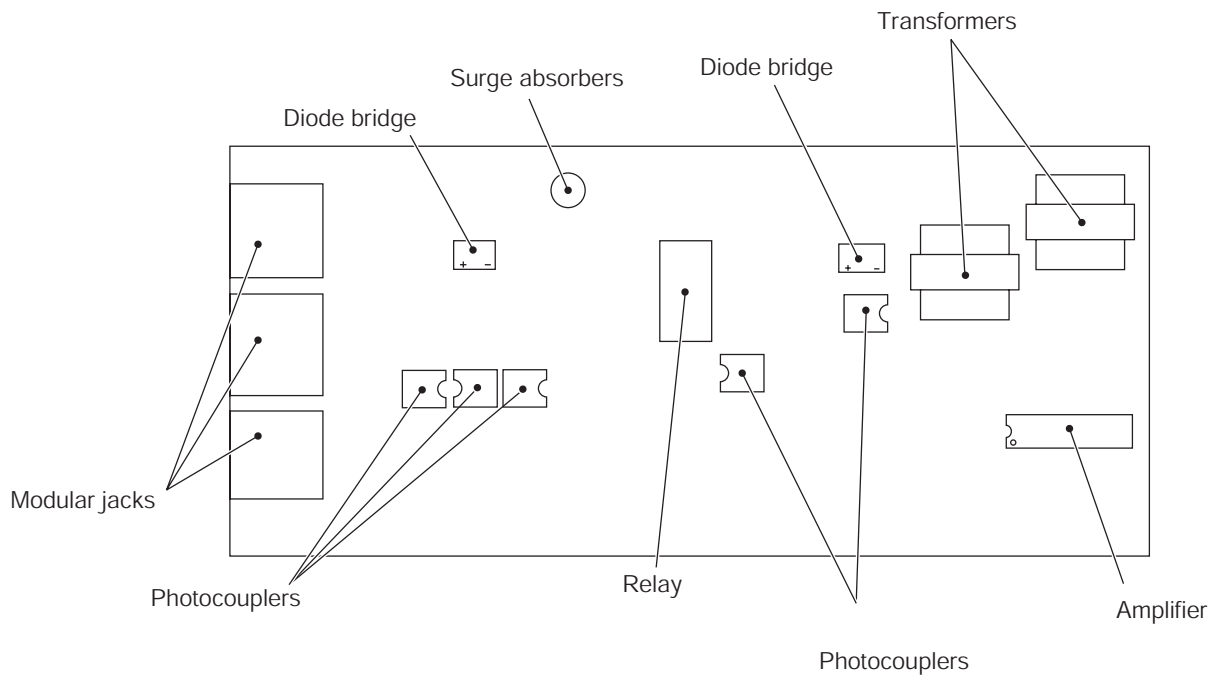 Transformers
Diode bridge
Surge absorbers
Diode bridge
+ −
+ −
Modular jacks
Photocouplers
Relay
Amplifier
Photocouplers